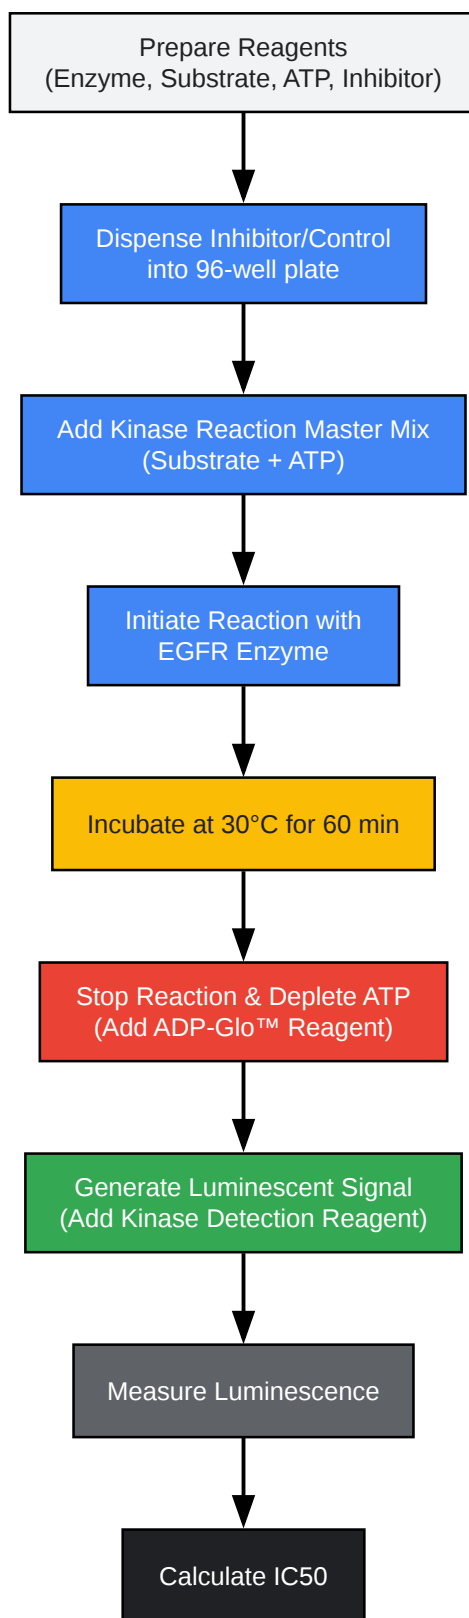 Prepare Reagents
(Enzyme, Substrate, ATP, Inhibitor)
Dispense Inhibitor/Control
into 96-well plate
Add Kinase Reaction Master Mix
(Substrate + ATP)
Initiate Reaction with
EGFR Enzyme
Incubate at 30°C for 60 min
Stop Reaction & Deplete ATP
(Add ADP-Glo™ Reagent)
Generate Luminescent Signal
(Add Kinase Detection Reagent)
Measure Luminescence
Calculate IC50